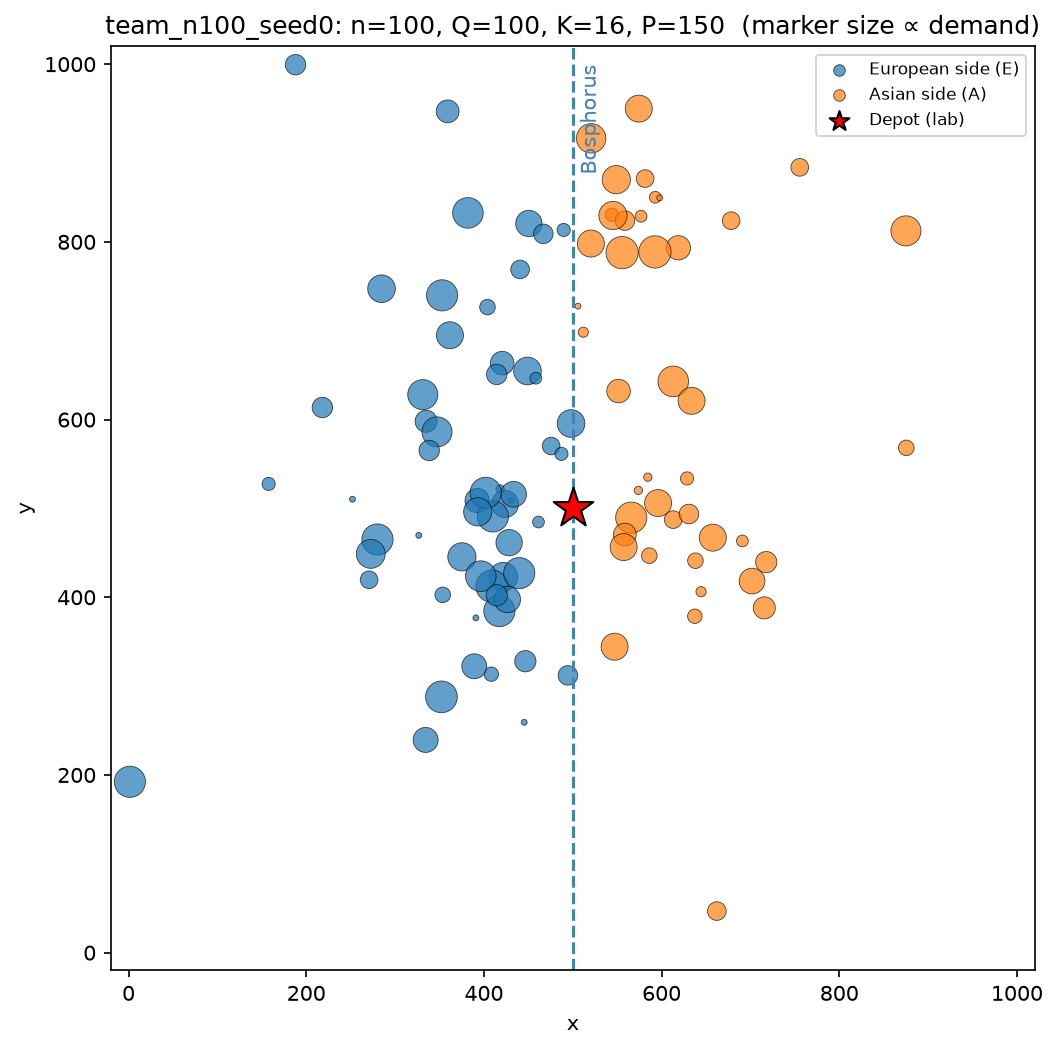 team_n100_seed0: n=100, Q=100, K=16, P=150  (marker size ∝ demand)
European side (E)
Asian side (A)
Depot (lab)
Bosphorus
1000
800
600
400
200
0
y
0 200 400 600 800 1000
x